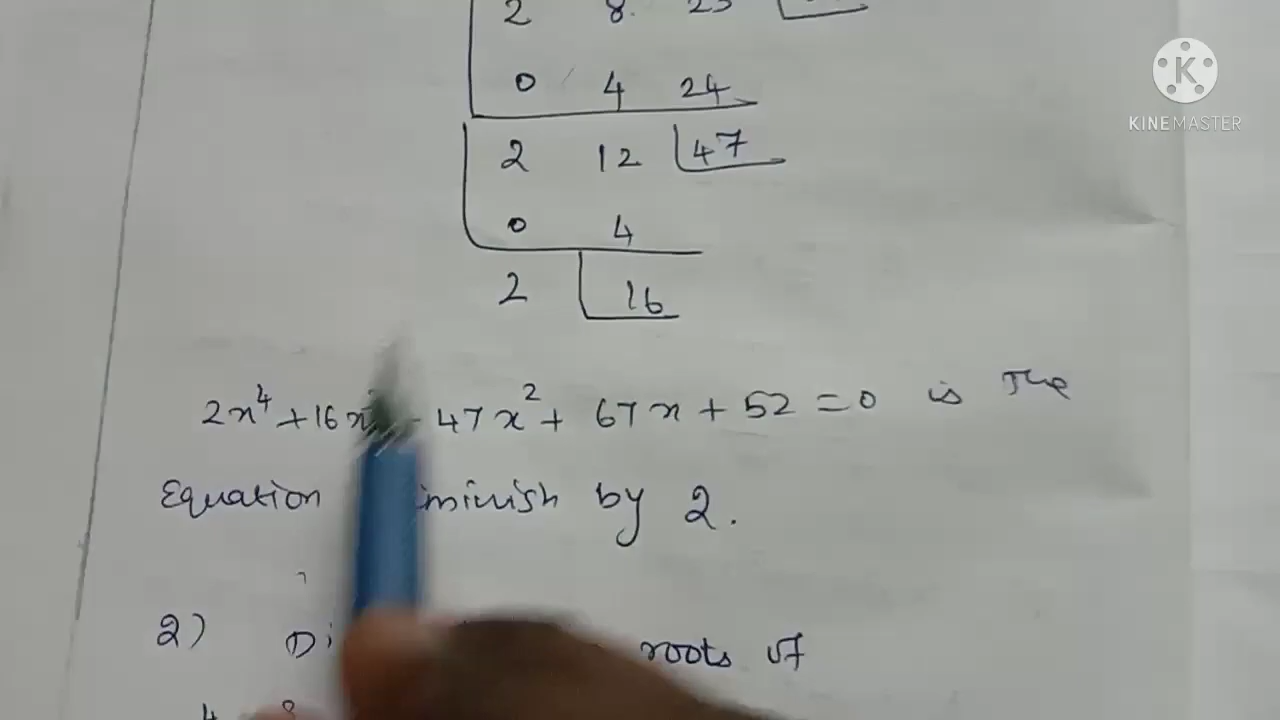 2 8
0 4 24
2 12 47
0 4
2 16
2x⁴ + 16x 47x² + 67x + 52 = 0 is The
Equation by 2.
2) roots of
K
KINEMASTER